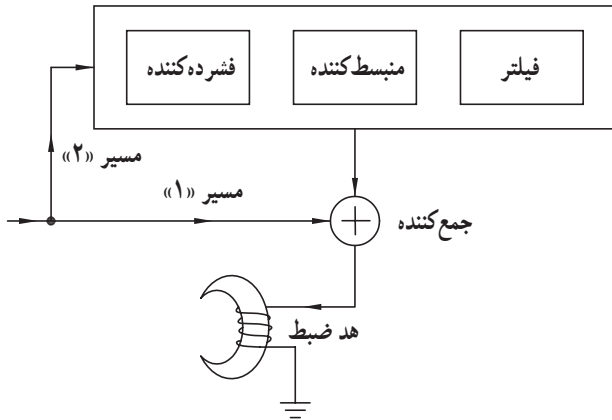 فیلتر
منبسط‌کننده
فشرده‌کننده
مسیر «۲»
مسیر «۱»
جمع‌کننده
هد ضبط